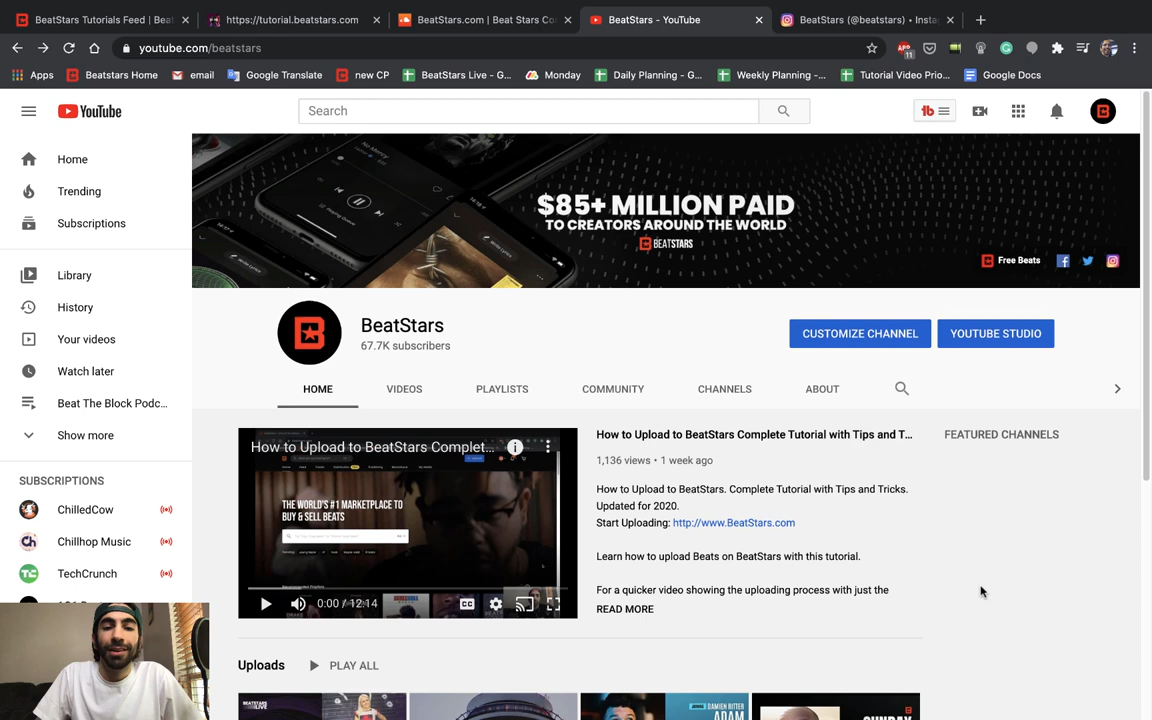 BeatStars Tutorials Feed | Beat
https://tutorial.beatstars.com
BeatStars.com | Beat Stars Co
BeatStars - YouTube
BeatStars (@beatstars) • Insta
youtube.com/beatstars
11
Apps
Beatstars Home
email
Google Translate
new CP
BeatStars Live - G...
Monday
Daily Planning - G...
Weekly Planning -...
Tutorial Video Prio...
Google Docs
YouTube
Search
tb
Home
Trending
Subscriptions
Library
History
Your videos
Watch later
Beat The Block Podc...
Show more
SUBSCRIPTIONS
ChilledCow
Chillhop Music
TechCrunch
$85+ MILLION PAID
TO CREATORS AROUND THE WORLD
BEATSTARS
Free Beats
BeatStars
67.7K subscribers
CUSTOMIZE CHANNEL
YOUTUBE STUDIO
HOME
VIDEOS
PLAYLISTS
COMMUNITY
CHANNELS
ABOUT
How to Upload to BeatStars Complet...
THE WORLD'S #1 MARKETPLACE TO
BUY & SELL BEATS
0:00 / 12:14
CC
How to Upload to BeatStars Complete Tutorial with Tips and T...
1,136 views • 1 week ago
How to Upload to BeatStars. Complete Tutorial with Tips and Tricks.
Updated for 2020.
Start Uploading: http://www.BeatStars.com
Learn how to upload Beats on BeatStars with this tutorial.
For a quicker video showing the uploading process with just the
READ MORE
FEATURED CHANNELS
Uploads
PLAY ALL
DAMIEN RITTER
ADAM
SUNDAY